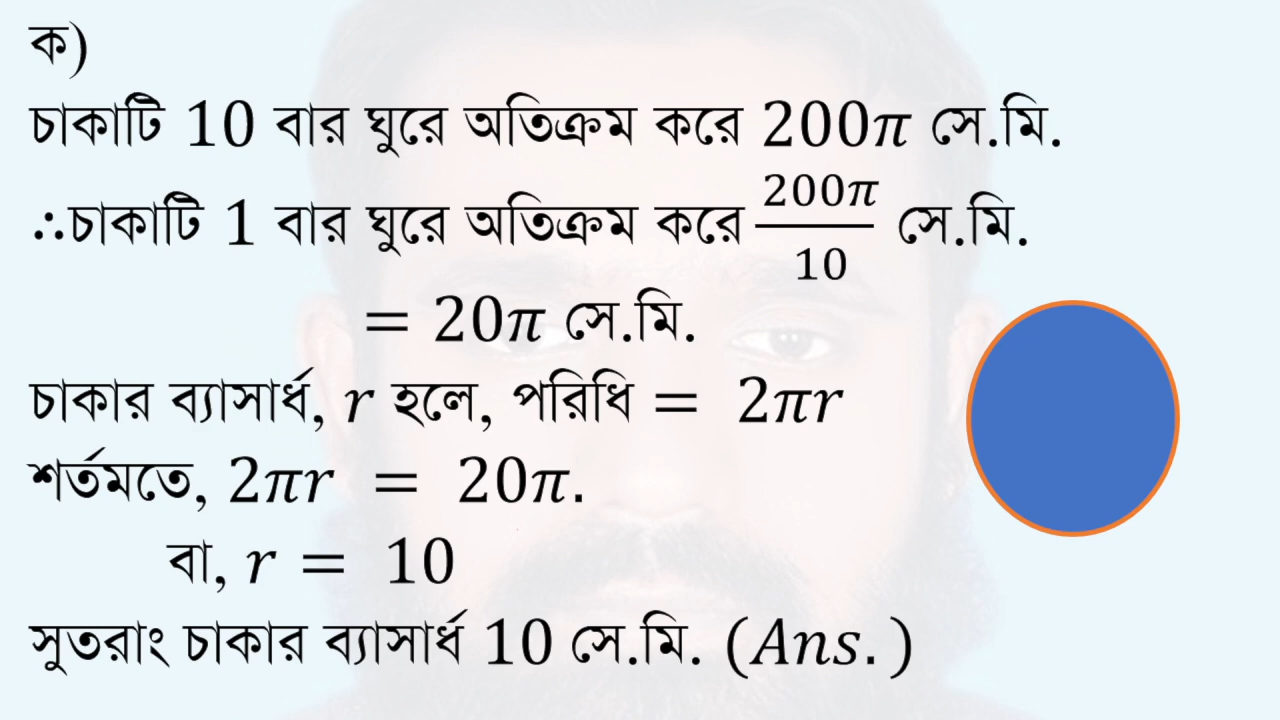 ক)
চাকাটি 10 বার ঘুরে অতিক্রম করে 200π সে.মি.
∴চাকাটি 1 বার ঘুরে অতিক্রম করে 200π/10 সে.মি.
= 20π সে.মি.
চাকার ব্যাসার্ধ, r হলে, পরিধি = 2πr
শর্তমতে, 2πr = 20π.
বা, r = 10
সুতরাং চাকার ব্যাসার্ধ 10 সে.মি. (Ans.)